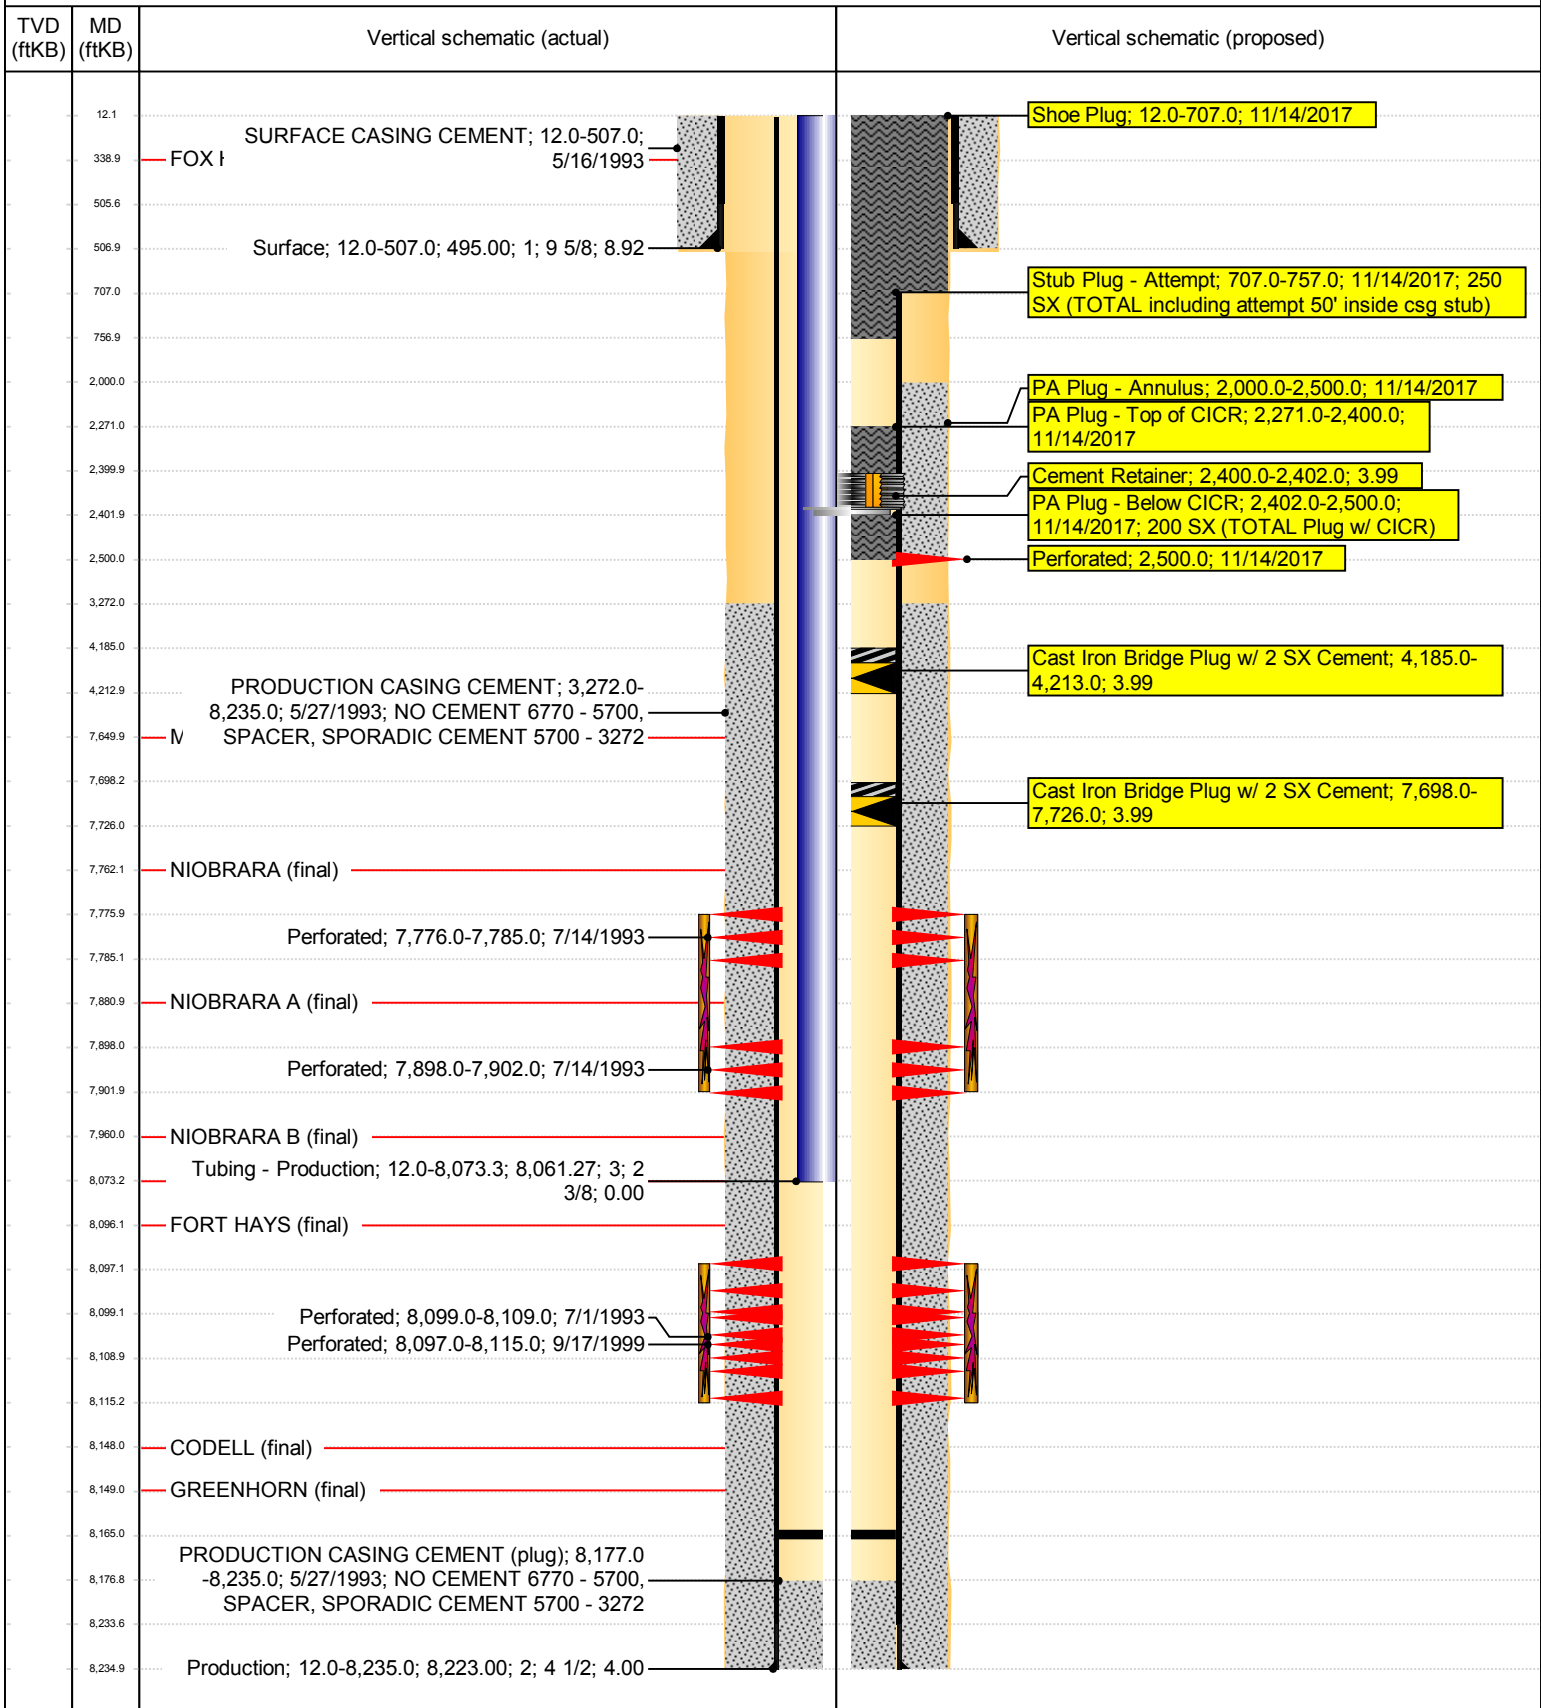 TVD (ftKB)
MD (ftKB)
Vertical schematic (actual)
Vertical schematic (proposed)
12.1
338.9
505.6
506.9
707.0
756.9
2,000.0
2,271.0
2,399.9
2,401.9
2,500.0
3,272.0
4,185.0
4,212.9
7,649.9
7,698.2
7,726.0
7,762.1
7,775.9
7,785.1
7,880.9
7,898.0
7,901.9
7,960.0
8,073.2
8,096.1
8,097.1
8,099.1
8,108.9
8,115.2
8,148.0
8,149.0
8,165.0
8,176.8
8,233.6
8,234.9
SURFACE CASING CEMENT; 12.0-507.0;
5/16/1993
FOX
Surface; 12.0-507.0; 495.00; 1; 9 5/8; 8.92
PRODUCTION CASING CEMENT; 3,272.0-
8,235.0; 5/27/1993; NO CEMENT 6770 - 5700,
SPACER, SPORADIC CEMENT 5700 - 3272
NIOBRARA (final)
Perforated; 7,776.0-7,785.0; 7/14/1993
NIOBRARA A (final)
Perforated; 7,898.0-7,902.0; 7/14/1993
NIOBRARA B (final)
Tubing - Production; 12.0-8,073.3; 8,061.27; 3; 2
3/8; 0.00
FORT HAYS (final)
Perforated; 8,099.0-8,109.0; 7/1/1993
Perforated; 8,097.0-8,115.0; 9/17/1999
CODELL (final)
GREENHORN (final)
PRODUCTION CASING CEMENT (plug); 8,177.0
-8,235.0; 5/27/1993; NO CEMENT 6770 - 5700,
SPACER, SPORADIC CEMENT 5700 - 3272
Production; 12.0-8,235.0; 8,223.00; 2; 4 1/2; 4.00
Shoe Plug; 12.0-707.0; 11/14/2017
Stub Plug - Attempt; 707.0-757.0; 11/14/2017; 250
SX (TOTAL including attempt 50' inside csg stub)
PA Plug - Annulus; 2,000.0-2,500.0; 11/14/2017
PA Plug - Top of CICR; 2,271.0-2,400.0;
11/14/2017
Cement Retainer; 2,400.0-2,402.0; 3.99
PA Plug - Below CICR; 2,402.0-2,500.0;
11/14/2017; 200 SX (TOTAL Plug w/ CICR)
Perforated; 2,500.0; 11/14/2017
Cast Iron Bridge Plug w/ 2 SX Cement; 4,185.0-
4,213.0; 3.99
Cast Iron Bridge Plug w/ 2 SX Cement; 7,698.0-
7,726.0; 3.99